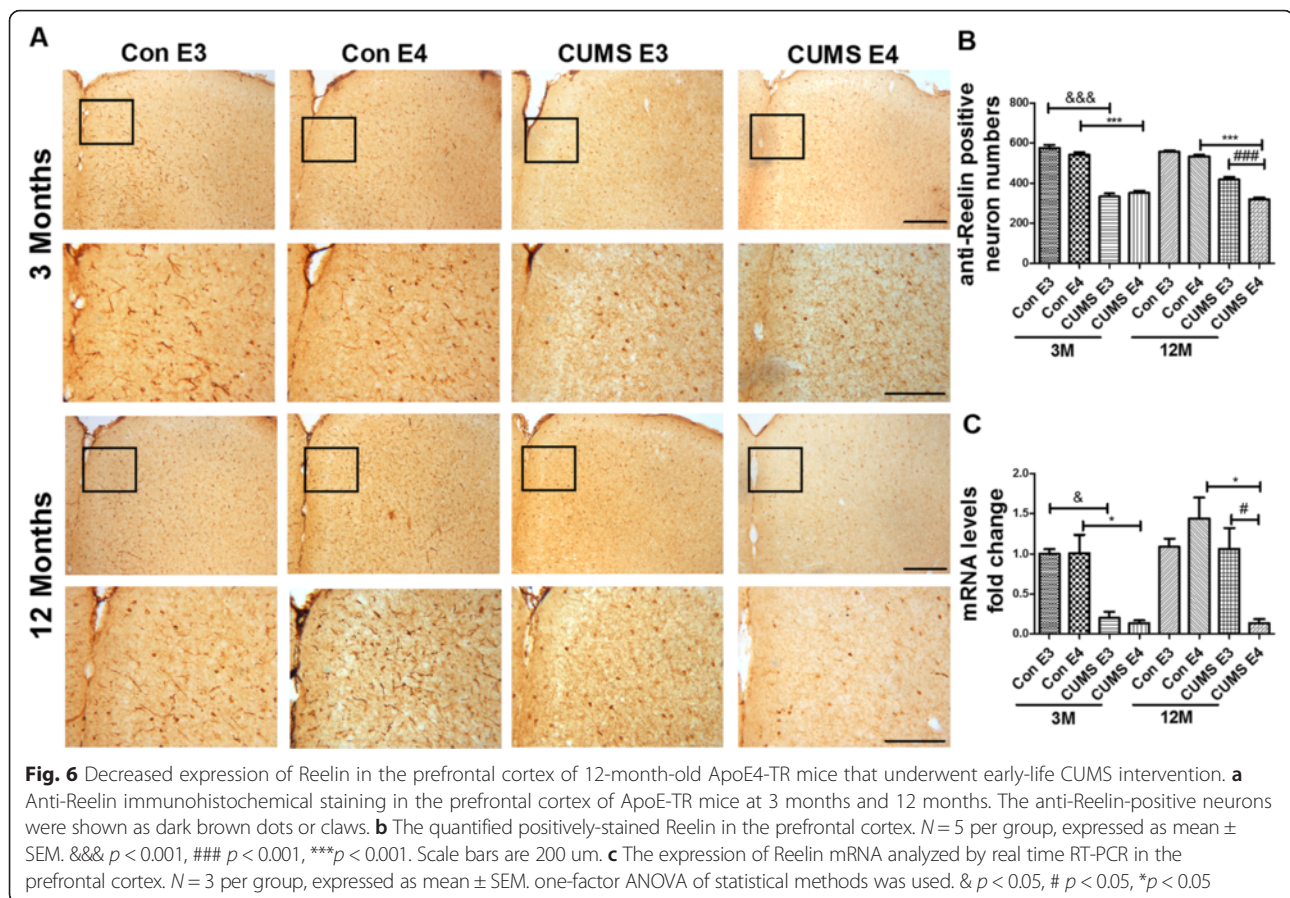 A
Con E3
Con E4
CUMS E3
CUMS E4
3 Months
12 Months
B
anti-Reelin positive
neuron numbers
800
600
400
200
0
&&&
***
***
###
Con E3
Con E4
CUMS E3
CUMS E4
Con E3
Con E4
CUMS E3
CUMS E4
3M
12M
C
mRNA levels
fold change
2.0
1.5
1.0
0.5
0.0
&
*
*
#
Con E3
Con E4
CUMS E3
CUMS E4
Con E3
Con E4
CUMS E3
CUMS E4
3M
12M
Fig. 6 Decreased expression of Reelin in the prefrontal cortex of 12-month-old ApoE4-TR mice that underwent early-life CUMS intervention. a
Anti-Reelin immunohistochemical staining in the prefrontal cortex of ApoE-TR mice at 3 months and 12 months. The anti-Reelin-positive neurons
were shown as dark brown dots or claws. b The quantified positively-stained Reelin in the prefrontal cortex. N = 5 per group, expressed as mean ±
SEM. &&& p < 0.001, ### p < 0.001, ***p < 0.001. Scale bars are 200 um. c The expression of Reelin mRNA analyzed by real time RT-PCR in the
prefrontal cortex. N = 3 per group, expressed as mean ± SEM. one-factor ANOVA of statistical methods was used. & p < 0.05, # p < 0.05, *p < 0.05